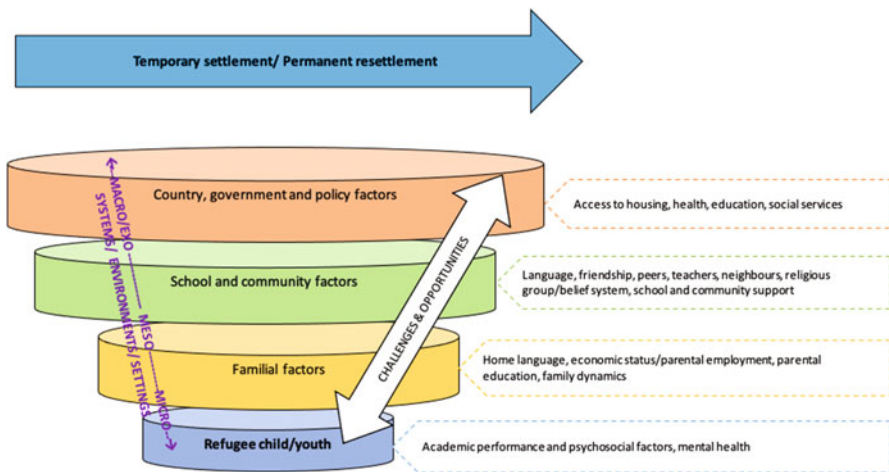 Temporary settlement/ Permanent resettlement
Country, government and policy factors
Access to housing, health, education, social services
School and community factors
Language, friendship, peers, teachers, neighbours, religious
group/belief system, school and community support
Familial factors
Home language, economic status/parental employment, parental
education, family dynamics
Refugee child/youth
Academic performance and psychosocial factors, mental health
CHALLENGES & OPPORTUNITIES
MACRO/EXO MESO MICRO
SYSTEMS/ ENVIRONMENTS/ SETTINGS